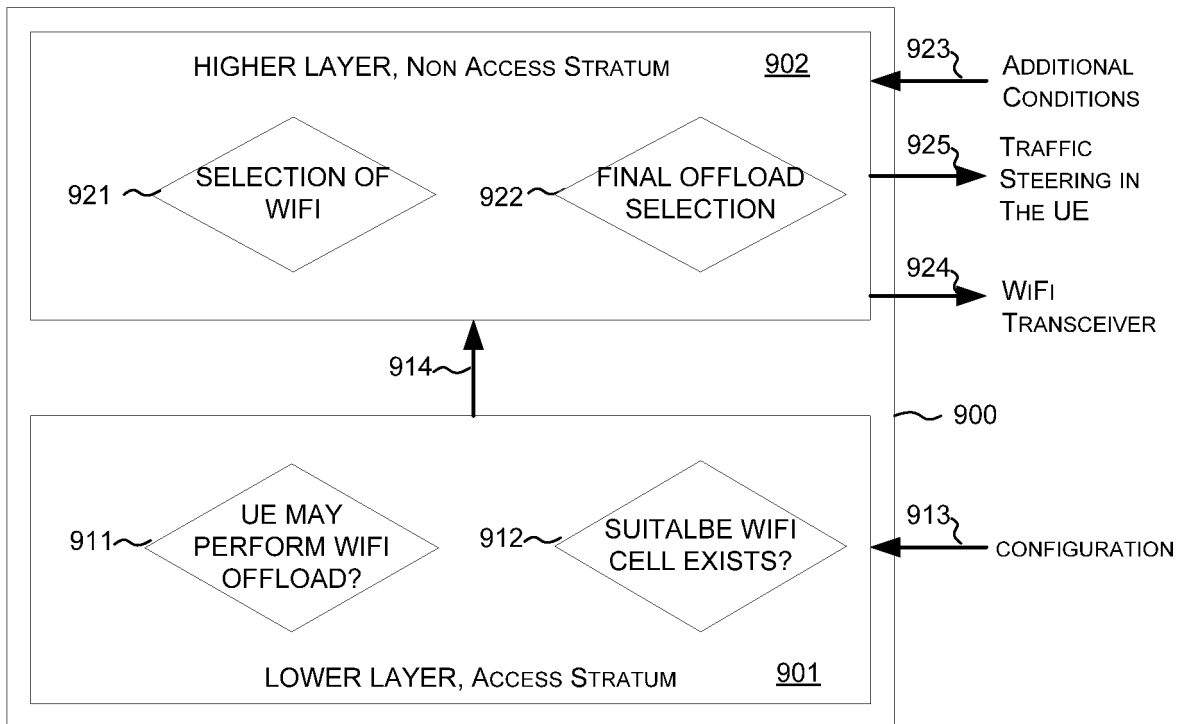 HIGHER LAYER, NON ACCESS STRATUM
902
923
ADDITIONAL
CONDITIONS
921
SELECTION OF
WIFI
922
FINAL OFFLOAD
SELECTION
925
TRAFFIC
STEERING IN
THE UE
924
WIFI
TRANSCEIVER
914
900
911
UE MAY
PERFORM WIFI
OFFLOAD?
912
SUITALBE WIFI
CELL EXISTS?
913
CONFIGURATION
LOWER LAYER, ACCESS STRATUM
901